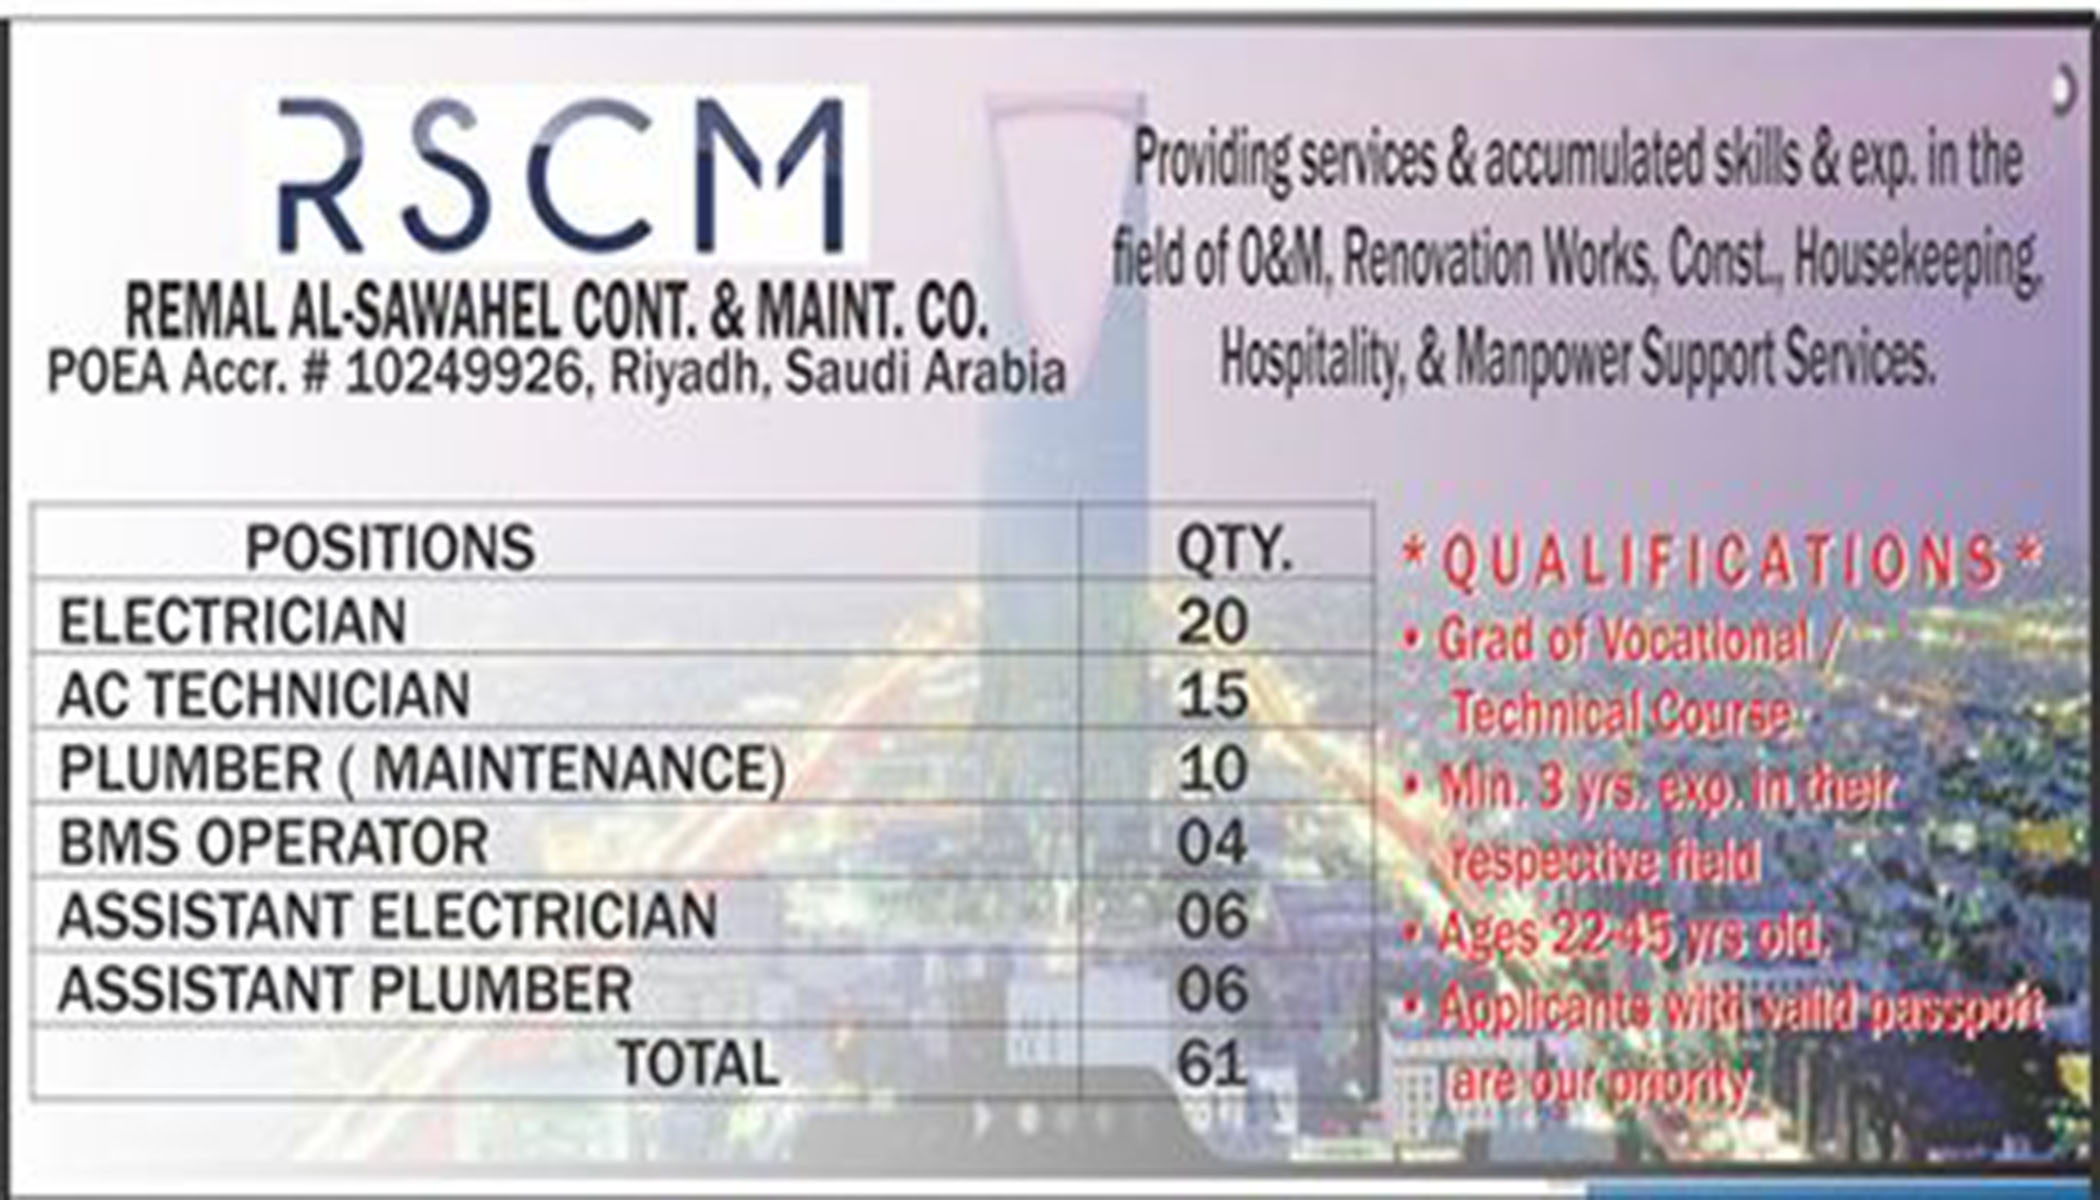 RSCM
REMAL AL-SAWAHEL CONT. & MAINT. CO.
POEA Accr. # 10249926, Riyadh, Saudi Arabia
Providing services & accumulated skills & exp. in the
field of O&M, Renovation Works, Const., Housekeeping,
Hospitality, & Manpower Support Services.
POSITIONS QTY.
ELECTRICIAN 20
AC TECHNICIAN 15
PLUMBER ( MAINTENANCE) 10
BMS OPERATOR 04
ASSISTANT ELECTRICIAN 06
ASSISTANT PLUMBER 06
TOTAL 61
*QUALIFICATIONS*
• Grad of Vocational /
Technical Course.
• Min. 3 yrs. exp. in their
respective field
• Ages 22-45 yrs old.
• Applicants with valid passport
are our priority